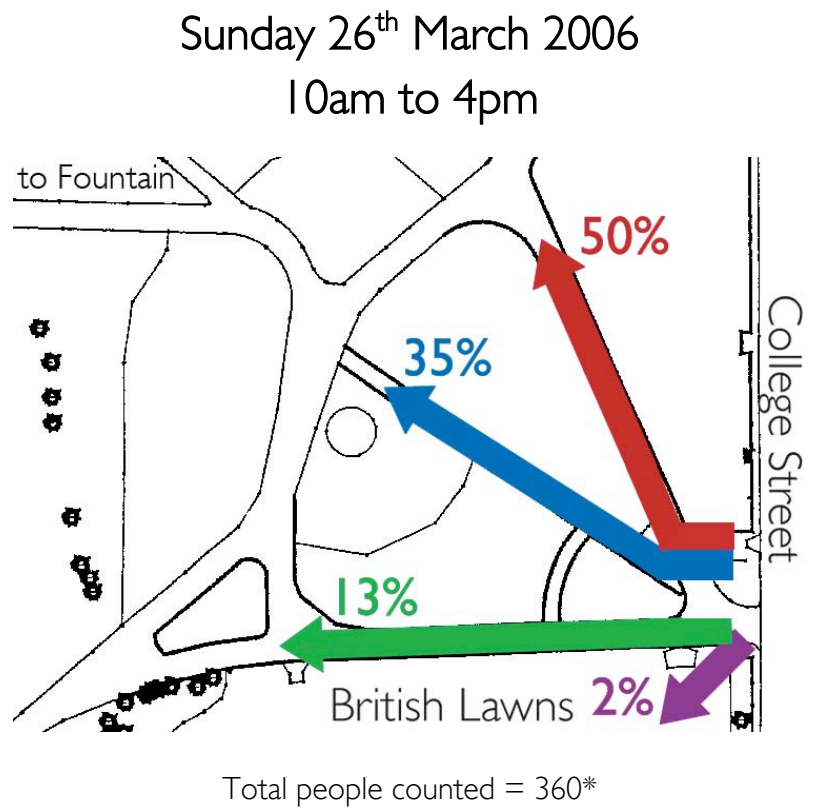 Sunday 26th March 2006
10am to 4pm
to Fountain
50%
35%
College Street
13%
British Lawns
2%
Total people counted = 360*